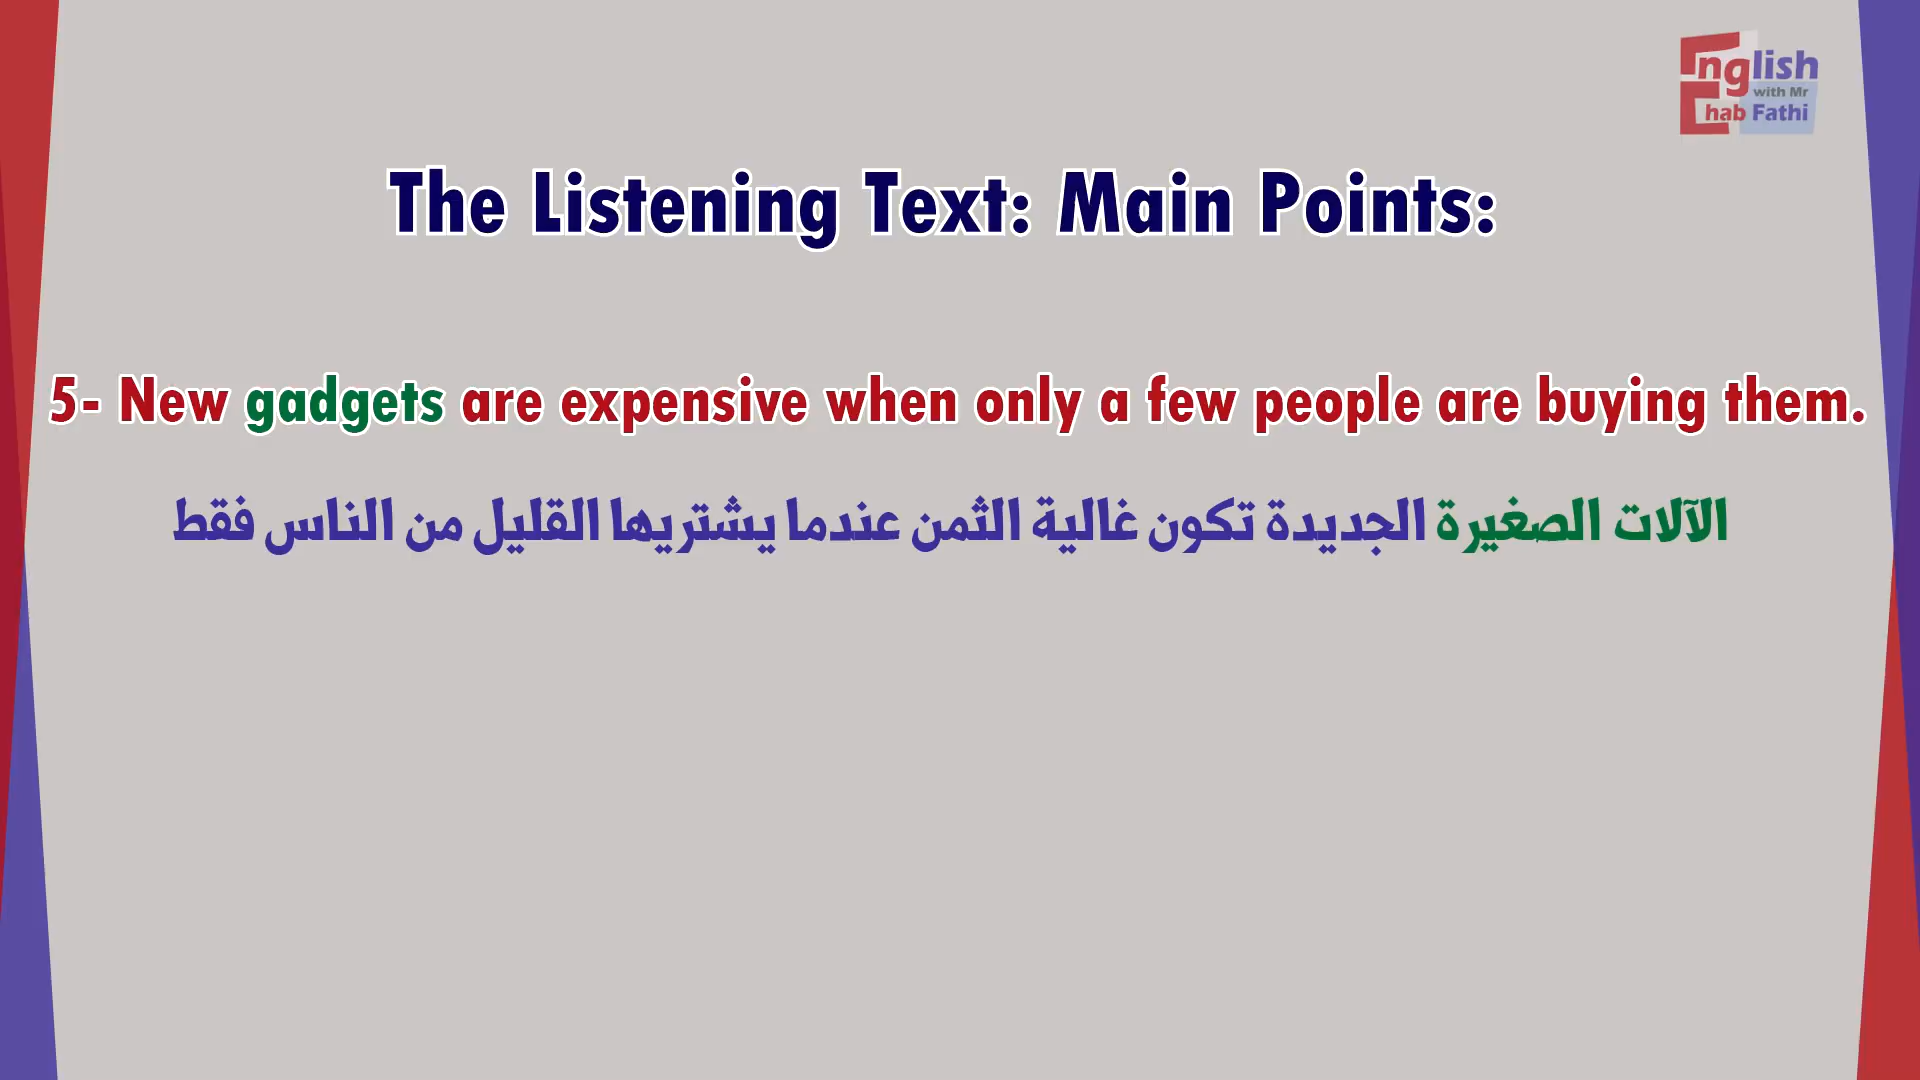 English
with Mr
Ehab Fathi
The Listening Text: Main Points:
5- New gadgets are expensive when only a few people are buying them.
الآلات الصغيرة الجديدة تكون غالية الثمن عندما يشتريها القليل من الناس فقط